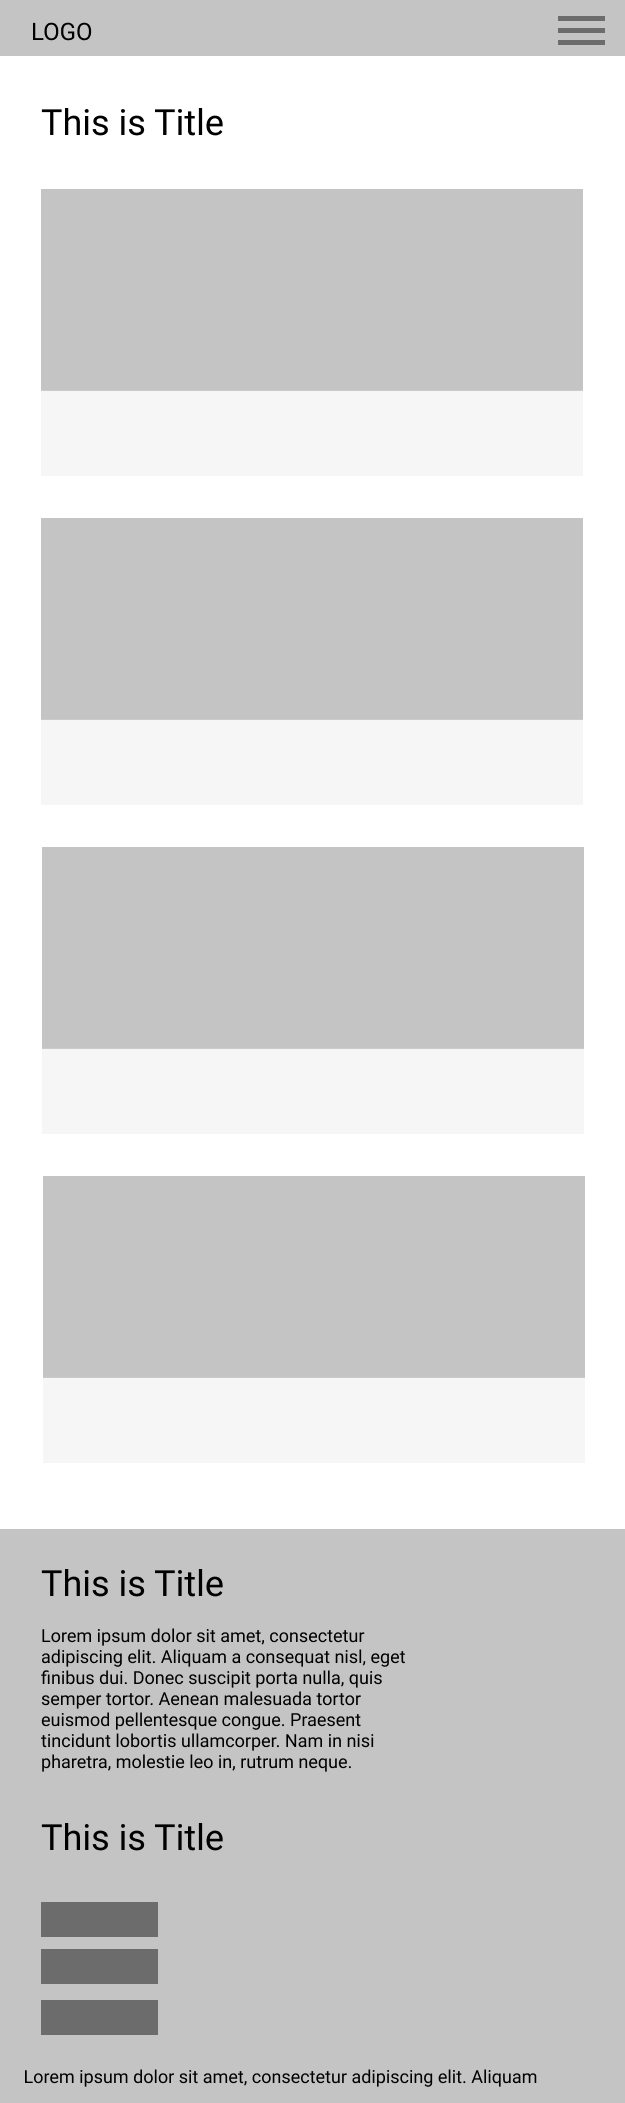 LOGO
This is Title
This is Title
Lorem ipsum dolor sit amet, consectetur
adipiscing elit. Aliquam a consequat nisl, eget
finibus dui. Donec suscipit porta nulla, quis
semper tortor. Aenean malesuada tortor
euismod pellentesque congue. Praesent
tincidunt lobortis ullamcorper. Nam in nisi
pharetra, molestie leo in, rutrum neque.
This is Title
Lorem ipsum dolor sit amet, consectetur adipiscing elit. Aliquam